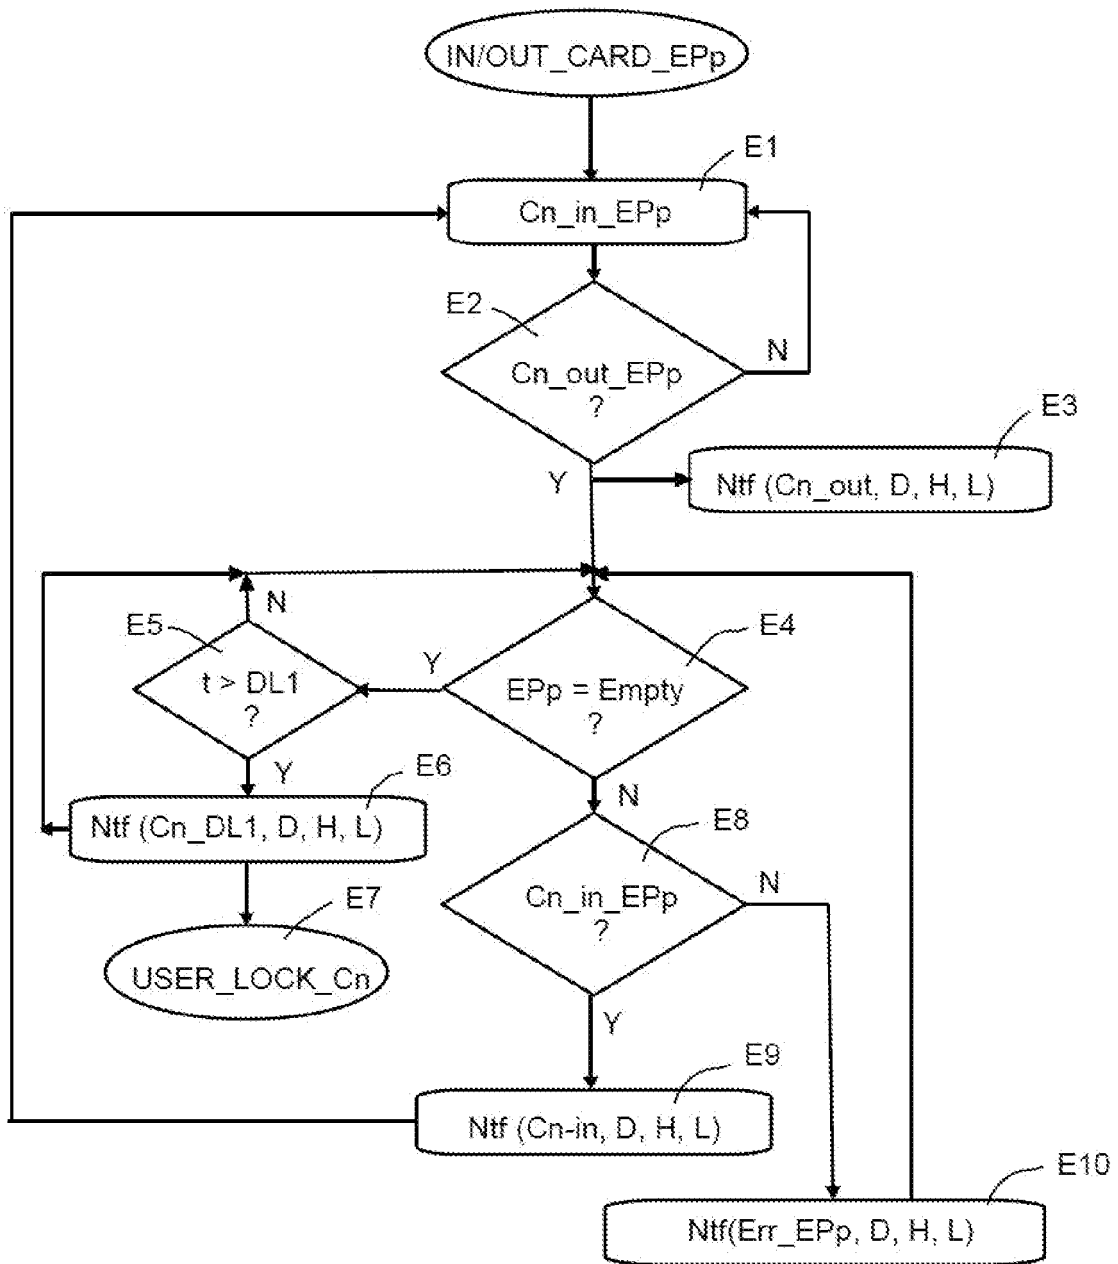 IN/OUT_CARD_EPp
E1
Cn_in_EPp
E2
Cn_out_EPp
?
N
E3
Y
Ntf (Cn_out, D, H, L)
N
E5
t > DL1
?
Y
E4
EPp = Empty
?
Y
E6
N
Ntf (Cn_DL1, D, H, L)
E8
Cn_in_EPp
?
N
E7
USER_LOCK_Cn
Y
E9
Ntf (Cn-in, D, H, L)
E10
Ntf(Err_EPp, D, H, L)